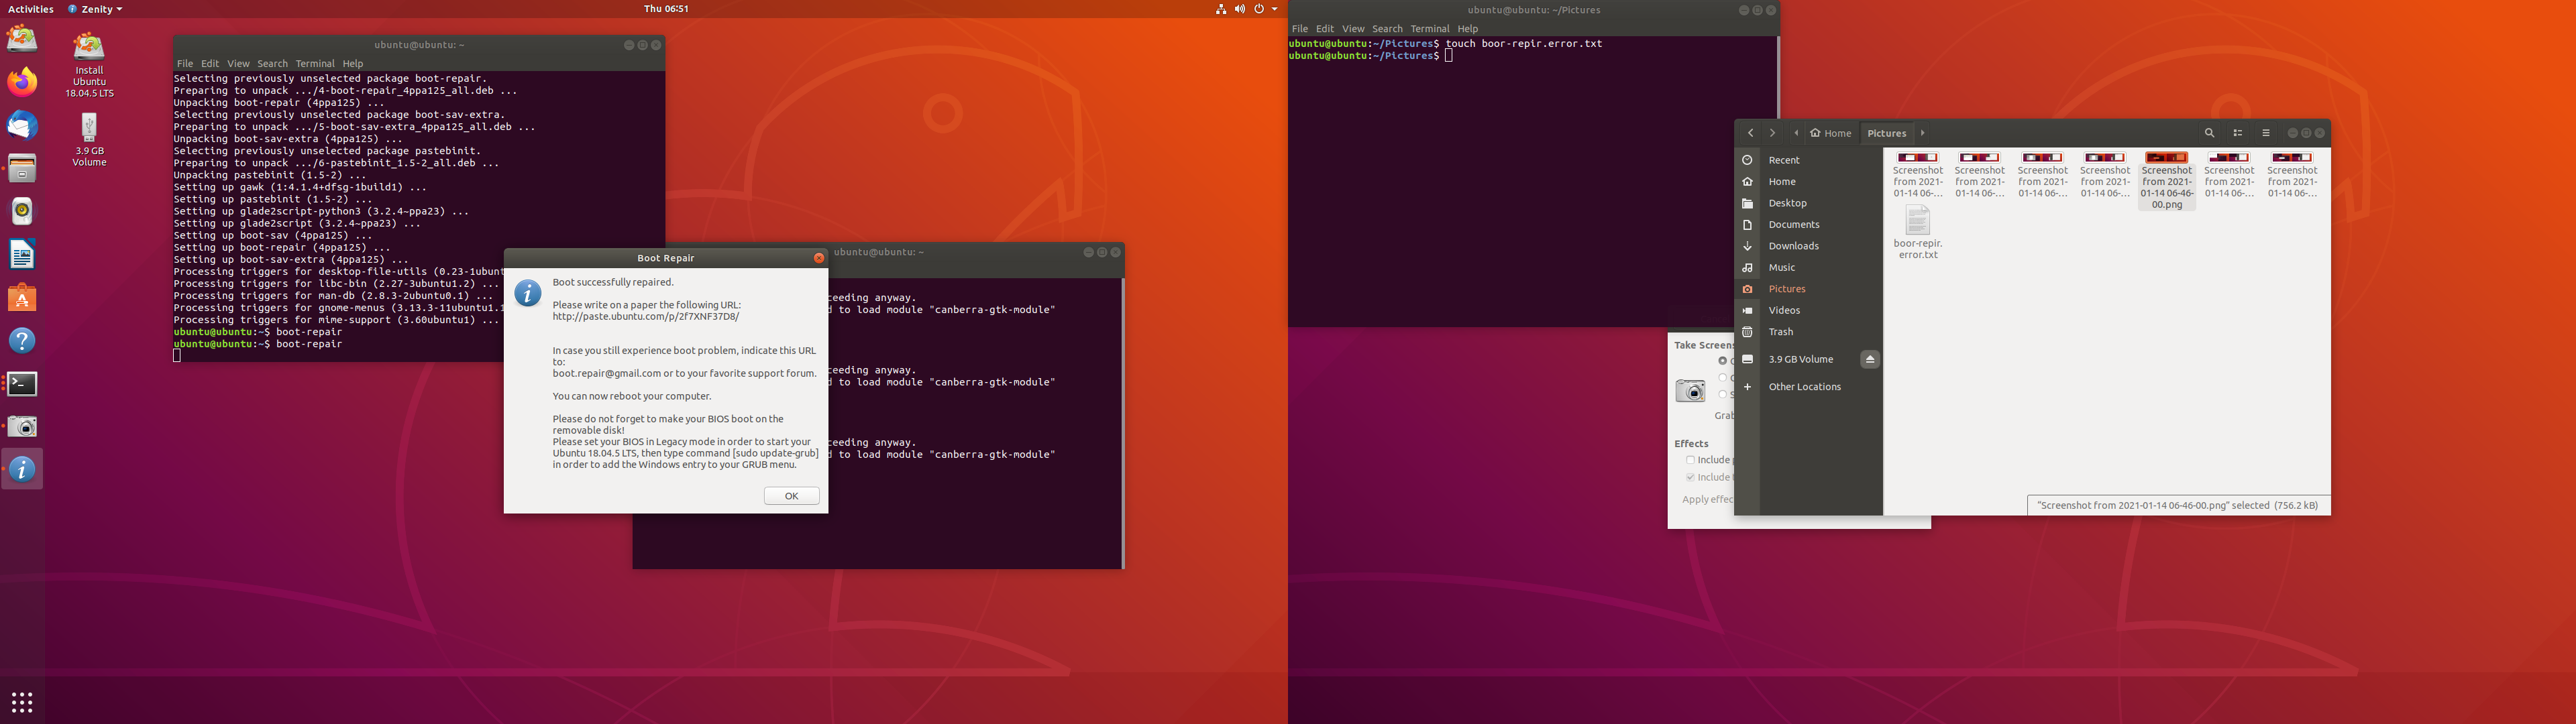 Activities
Zenity
Thu 06:51
Install
Ubuntu
18.04.5 LTS
3.9 GB
Volume
ubuntu@ubuntu: ~
File Edit View Search Terminal Help
Selecting previously unselected package boot-repair.
Preparing to unpack .../4-boot-repair_4ppa125_all.deb ...
Unpacking boot-repair (4ppa125) ...
Selecting previously unselected package boot-sav-extra.
Preparing to unpack .../5-boot-sav-extra_4ppa125_all.deb ...
Unpacking boot-sav-extra (4ppa125) ...
Selecting previously unselected package pastebinit.
Preparing to unpack .../6-pastebinit_1.5-2_all.deb ...
Unpacking pastebinit (1.5-2) ...
Setting up gawk (1:4.1.4+dfsg-1build1) ...
Setting up pastebinit (1.5-2) ...
Setting up glade2script-python3 (3.2.4~ppa23) ...
Setting up glade2script (3.2.4~ppa23) ...
Setting up boot-sav (4ppa125) ...
Setting up boot-repair (4ppa125) ...
Setting up boot-sav-extra (4ppa125) ...
Processing triggers for desktop-file-utils (0.23-1ubunt
Processing triggers for libc-bin (2.27-3ubuntu1.2) ...
Processing triggers for man-db (2.8.3-2ubuntu0.1) ...
Processing triggers for gnome-menus (3.13.3-11ubuntu1.1
Processing triggers for mime-support (3.60ubuntu1) ...
ubuntu@ubuntu:~$ boot-repair
ubuntu@ubuntu:~$ boot-repair
ubuntu@ubuntu: ~
ceeding anyway.
d to load module "canberra-gtk-module"
ceeding anyway.
d to load module "canberra-gtk-module"
ceeding anyway.
d to load module "canberra-gtk-module"
Boot Repair
Boot successfully repaired.
Please write on a paper the following URL:
http://paste.ubuntu.com/p/2f7XNF37D8/
In case you still experience boot problem, indicate this URL
to:
boot.repair@gmail.com or to your favorite support forum.
You can now reboot your computer.
Please do not forget to make your BIOS boot on the
removable disk!
Please set your BIOS in Legacy mode in order to start your
Ubuntu 18.04.5 LTS, then type command [sudo update-grub]
in order to add the Windows entry to your GRUB menu.
OK
ubuntu@ubuntu: ~/Pictures
File Edit View Search Terminal Help
ubuntu@ubuntu:~/Pictures$ touch boor-repir.error.txt
ubuntu@ubuntu:~/Pictures$
Take Screens
Grab
Effects
Include p
Include
Apply effec
Home Pictures
Recent
Home
Desktop
Documents
Downloads
Music
Pictures
Videos
Trash
3.9 GB Volume
Other Locations
Screenshot
from 2021-
01-14 06-...
Screenshot
from 2021-
01-14 06-...
Screenshot
from 2021-
01-14 06-...
Screenshot
from 2021-
01-14 06-...
Screenshot
from 2021-
01-14 06-46-
00.png
Screenshot
from 2021-
01-14 06-...
Screenshot
from 2021-
01-14 06-...
boor-repir.
error.txt
"Screenshot from 2021-01-14 06-46-00.png" selected (756.2 kB)